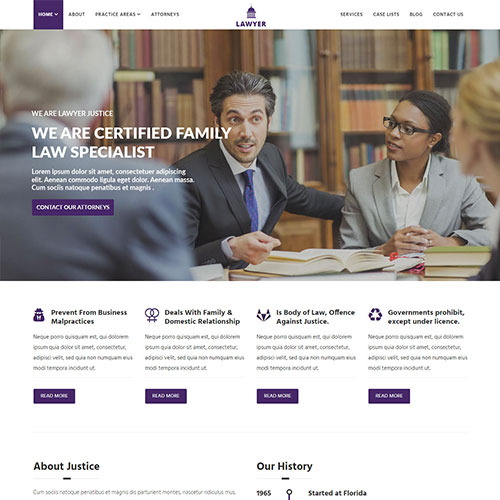 HOME
ABOUT
PRACTICE AREAS
ATTORNEYS
LAWYER
SERVICES
CASE LISTS
BLOG
CONTACT US
WE ARE LAWYER JUSTICE
WE ARE CERTIFIED FAMILY
LAW SPECIALIST
Lorem ipsum dolor sit amet, consectetuer adipiscing
elit. Aenean commodo ligula eget dolor. Aenean massa.
Cum sociis natoque penatibus et magnis .
CONTACT OUR ATTORNEYS
Prevent From Business
Malpractices
Neque porro quisquam est, qui dolorem
ipsum quia dolor sit amet, consectetur,
adipisci velit, sed quia non numquam eius
modi tempora incidunt ut.
READ MORE
Deals With Family &
Domestic Relationship
Neque porro quisquam est, qui dolorem
ipsum quia dolor sit amet, consectetur,
adipisci velit, sed quia non numquam eius
modi tempora incidunt ut.
READ MORE
Is Body of Law, Offence
Against Justice.
Neque porro quisquam est, qui dolorem
ipsum quia dolor sit amet, consectetur,
adipisci velit, sed quia non numquam eius
modi tempora incidunt ut.
READ MORE
Governments prohibit,
except under licence.
Neque porro quisquam est, qui dolorem
ipsum quia dolor sit amet, consectetur,
adipisci velit, sed quia non numquam eius
modi tempora incidunt ut.
READ MORE
About Justice
Cum sociis natoque penatibus et magnis dis parturient montes, nascetur ridiculus mus.
Our History
1965
Started at Florida